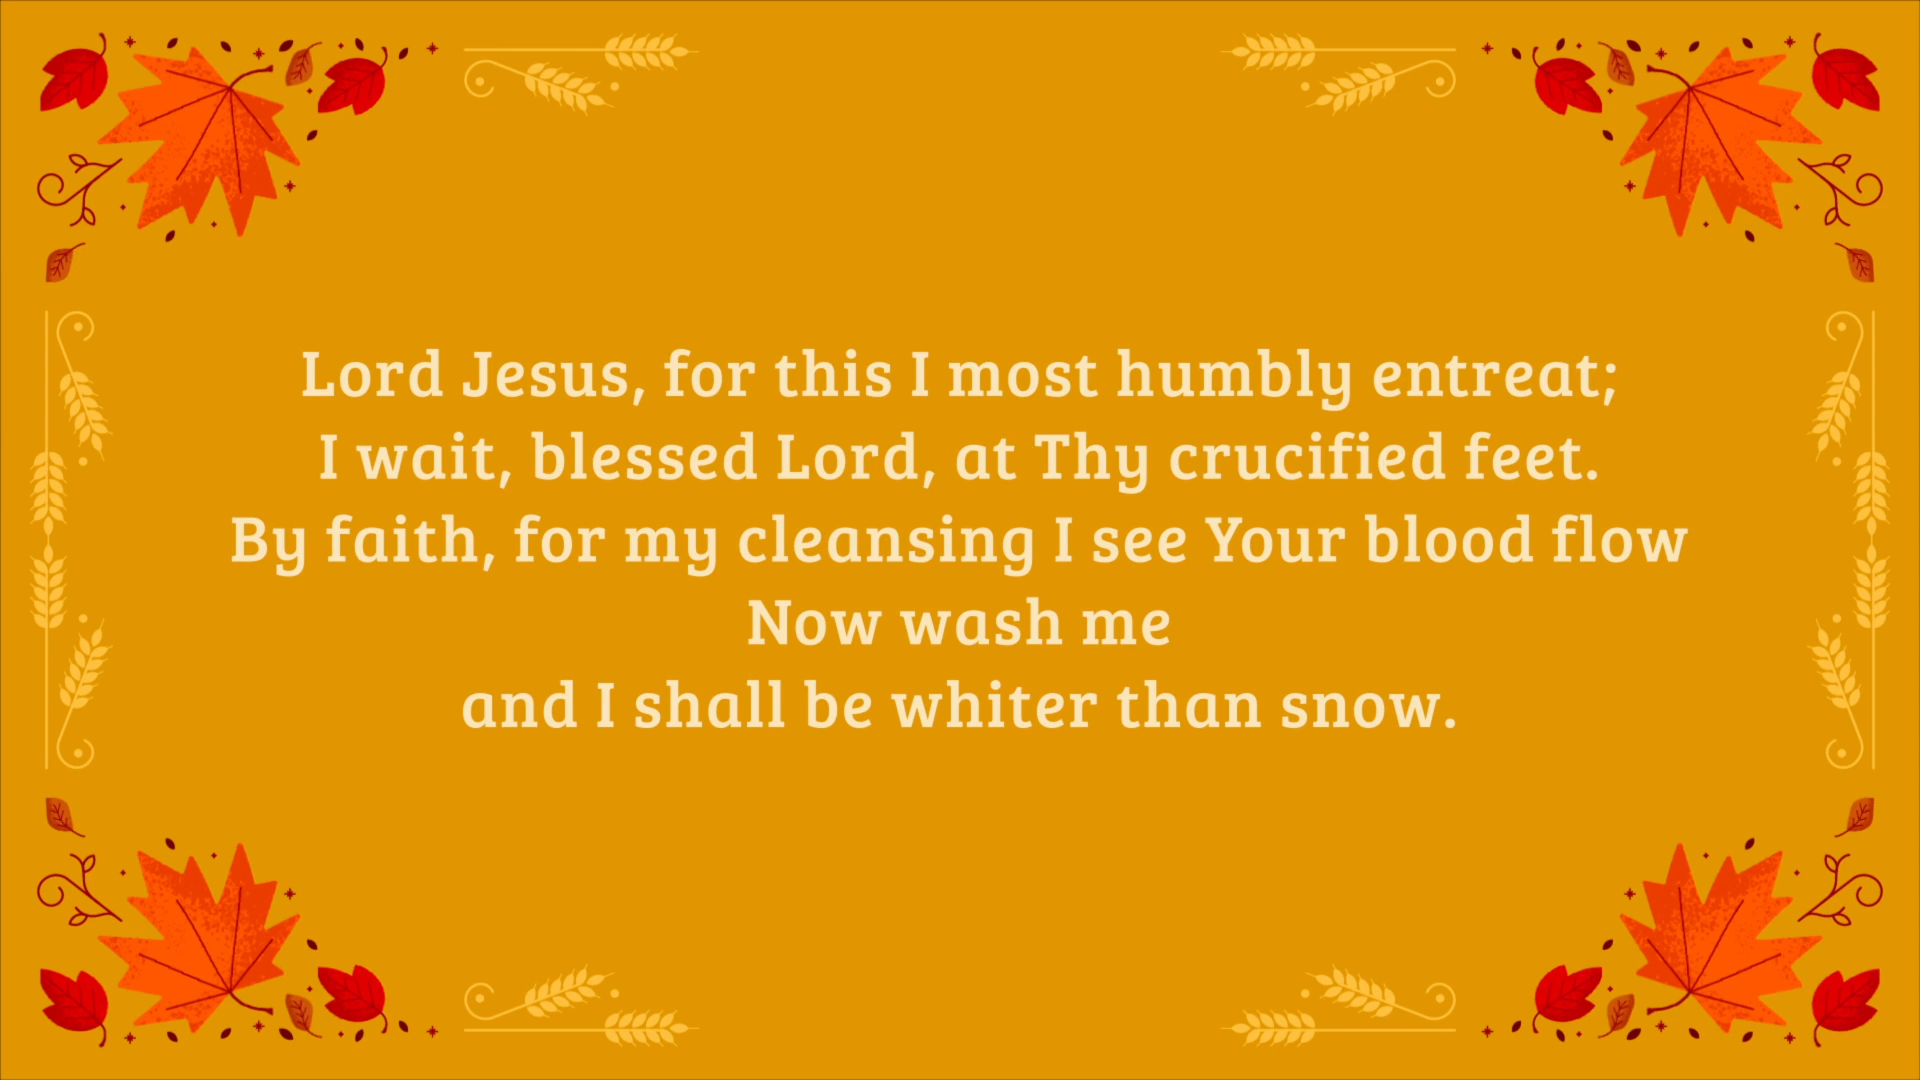 Lord Jesus, for this I most humbly entreat;
I wait, blessed Lord, at Thy crucified feet.
By faith, for my cleansing I see Your blood flow
Now wash me
and I shall be whiter than snow.